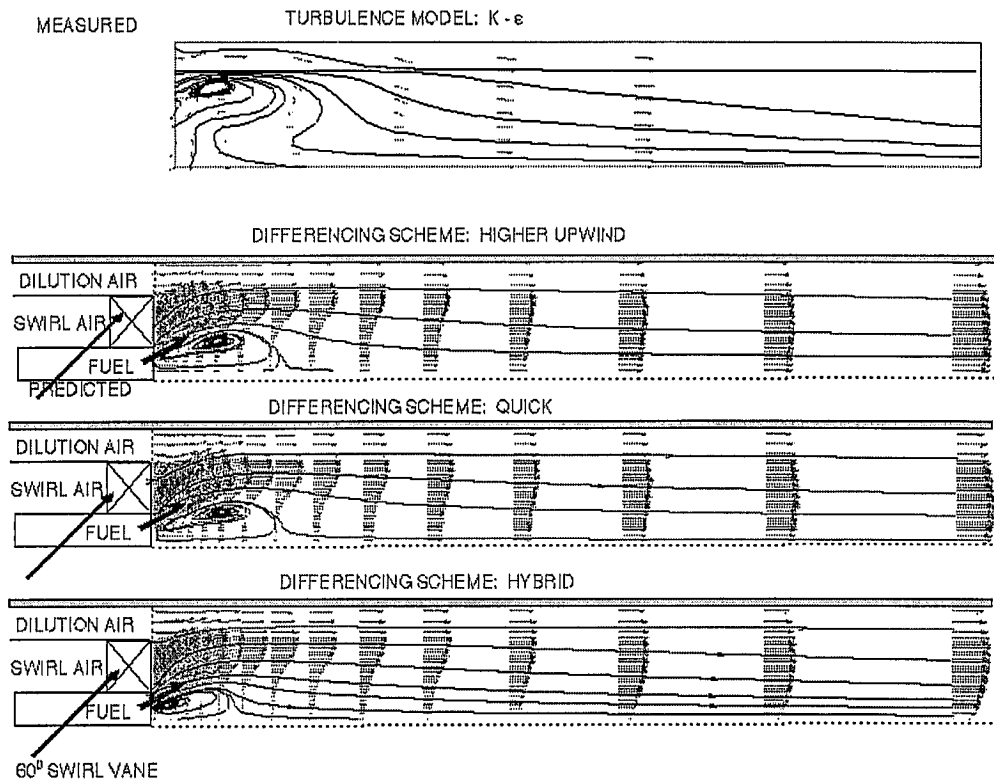 MEASURED
TURBULENCE MODEL: K - ε
DIFFERENCING SCHEME: HIGHER UPWIND
DILUTION AIR
SWIRL AIR
FUEL
PREDICTED
DIFFERENCING SCHEME: QUICK
DILUTION AIR
SWIRL AIR
FUEL
DIFFERENCING SCHEME: HYBRID
DILUTION AIR
SWIRL AIR
FUEL
60⁰ SWIRL VANE